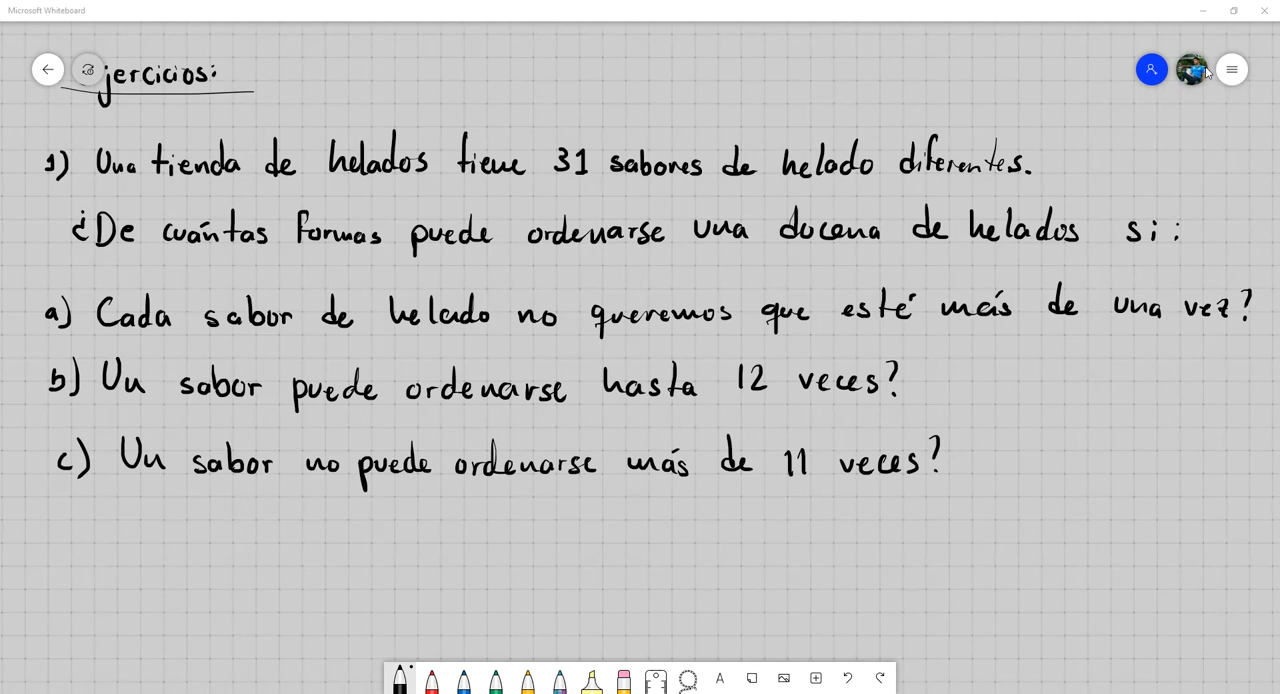 Microsoft Whiteboard
jercicios:
1) Una tienda de helados tiene 31 sabores de helado diferentes.
¿De cuántas formas puede ordenarse una docena de helados si:
a) Cada sabor de helado no queremos que esté más de una vez?
b) Un sabor puede ordenarse hasta 12 veces?
c) Un sabor no puede ordenarse más de 11 veces?
A